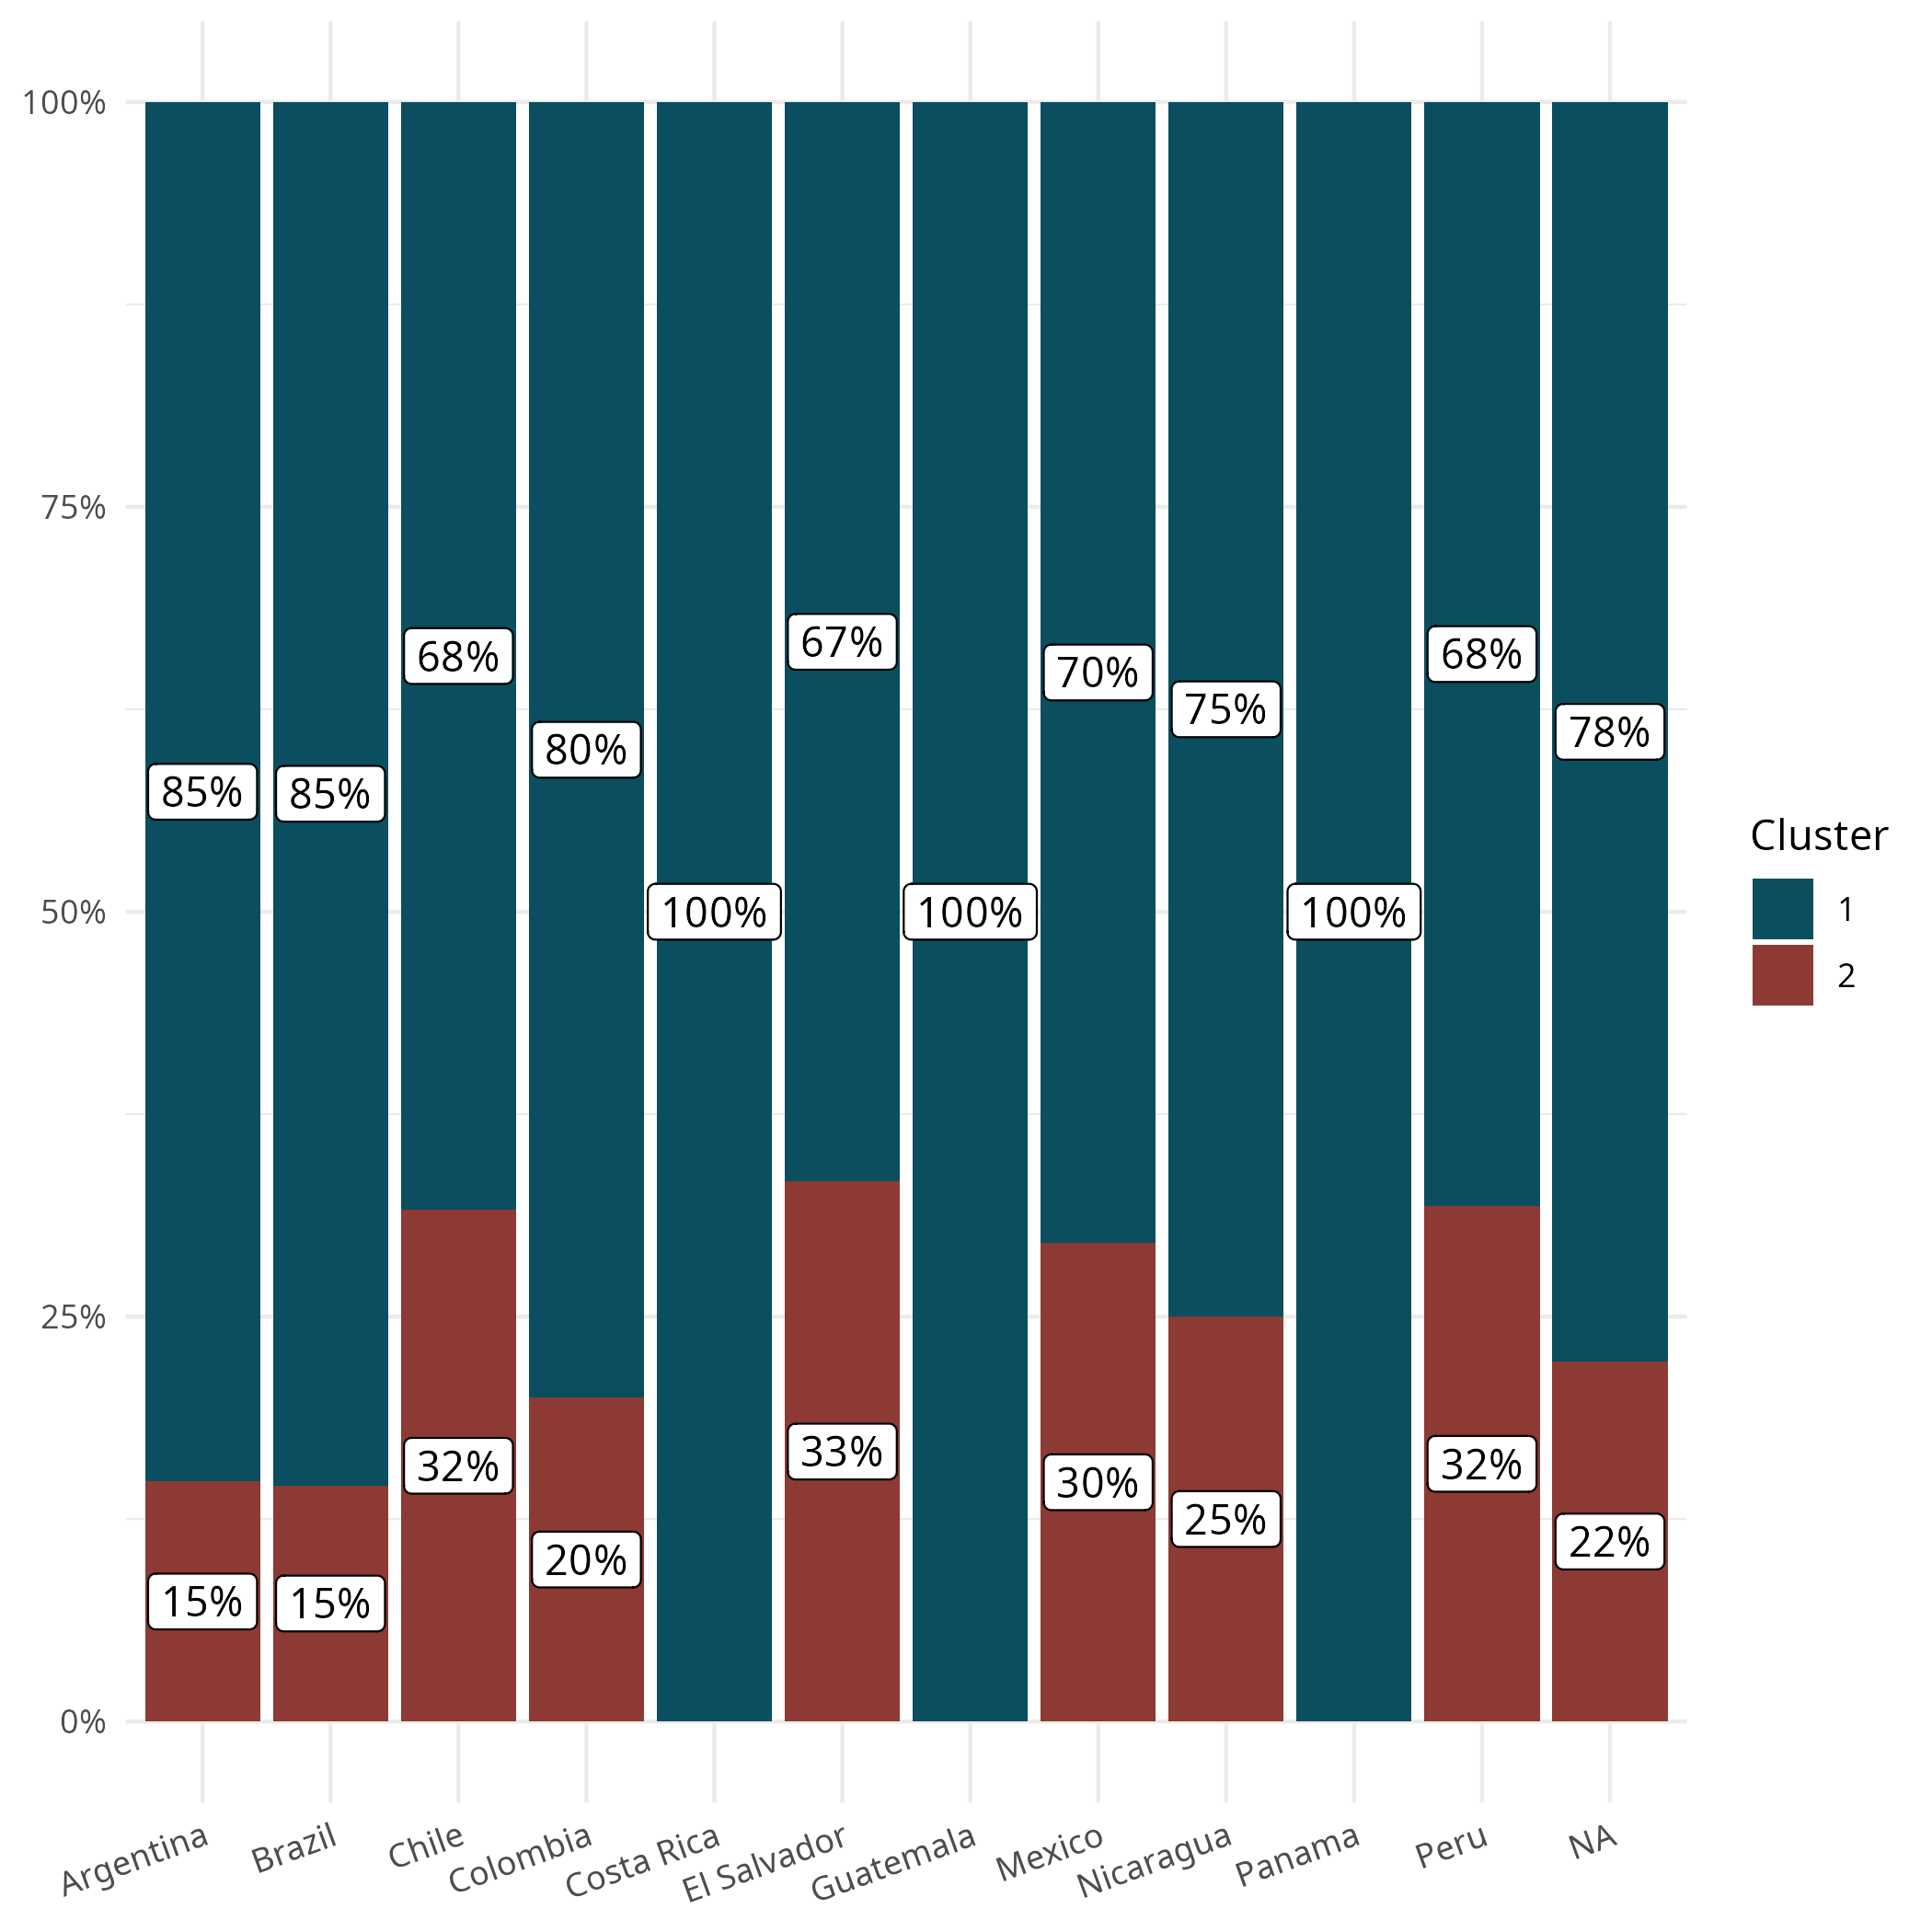 100%
75%
50%
25%
0%
85%
85%
68%
80%
100%
67%
100%
70%
75%
100%
68%
78%
15%
15%
32%
20%
33%
30%
25%
32%
22%
Argentina
Brazil
Chile
Colombia
Costa Rica
El Salvador
Guatemala
Mexico
Nicaragua
Panama
Peru
NA
Cluster
1
2